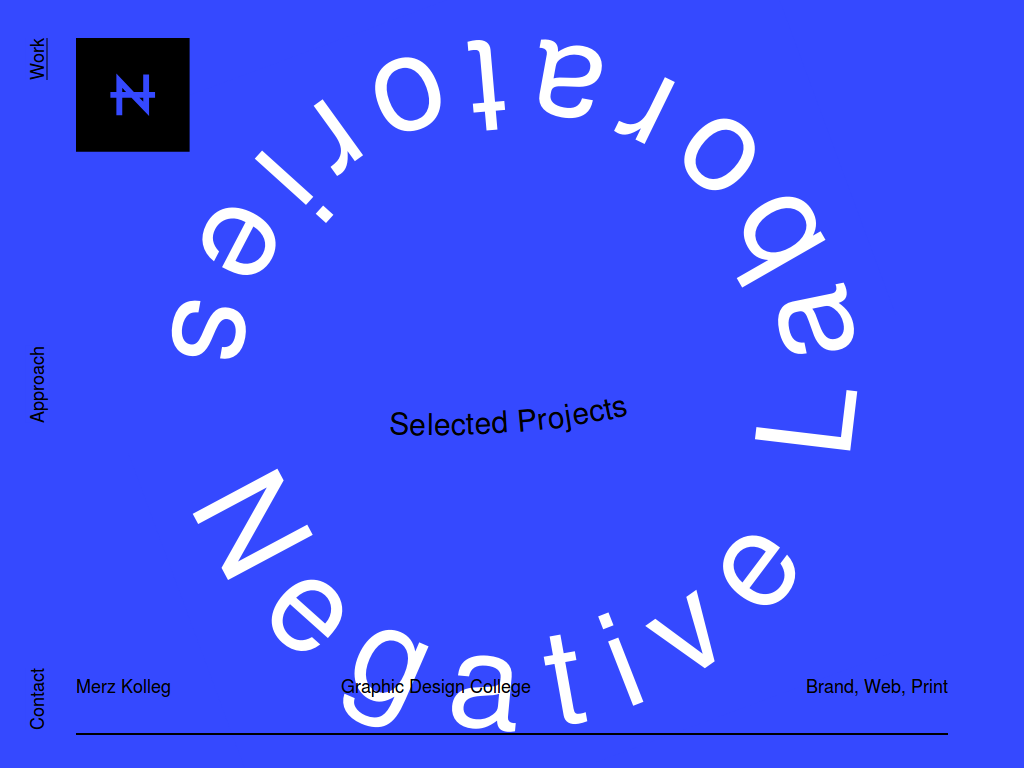 Work
Approach
Contact
Negative Laboratories
Selected Projects
Merz Kolleg
Graphic Design College
Brand, Web, Print